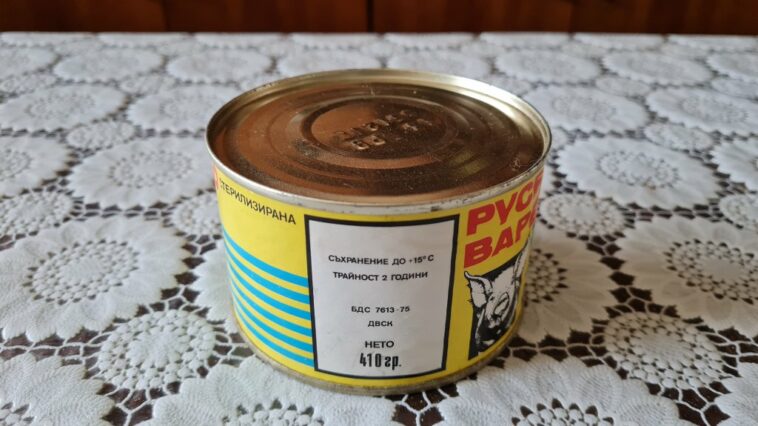 СТЕРИЛИЗИРАНА
СЪХРАНЕНИЕ ДО +15° С
ТРАЙНОСТ 2 ГОДИНИ
БДС 7613-75
ДВСК
НЕТО
410 гр.
РУС
ВАР